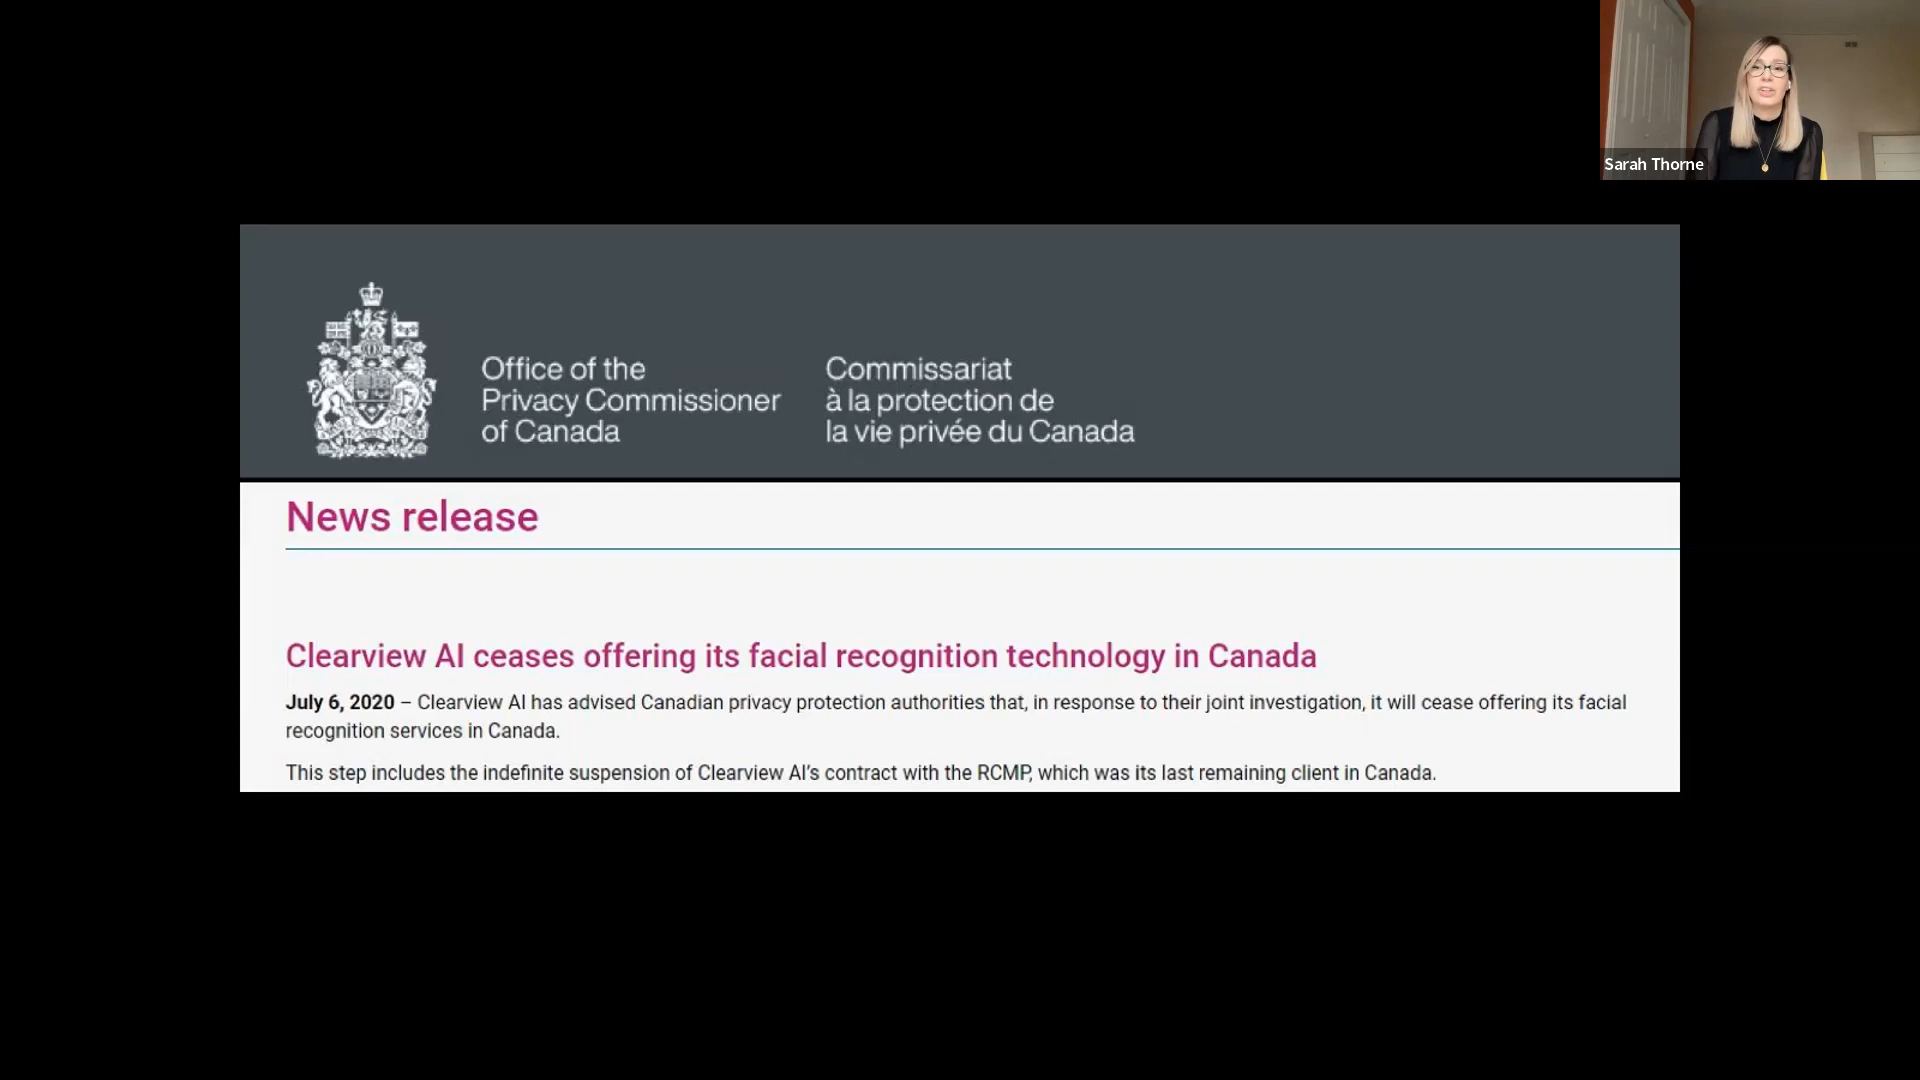 Sarah Thorne
Office of the
Privacy Commissioner
of Canada
Commissariat
à la protection de
la vie privée du Canada
News release
Clearview AI ceases offering its facial recognition technology in Canada
July 6, 2020 – Clearview AI has advised Canadian privacy protection authorities that, in response to their joint investigation, it will cease offering its facial
recognition services in Canada.
This step includes the indefinite suspension of Clearview AI’s contract with the RCMP, which was its last remaining client in Canada.